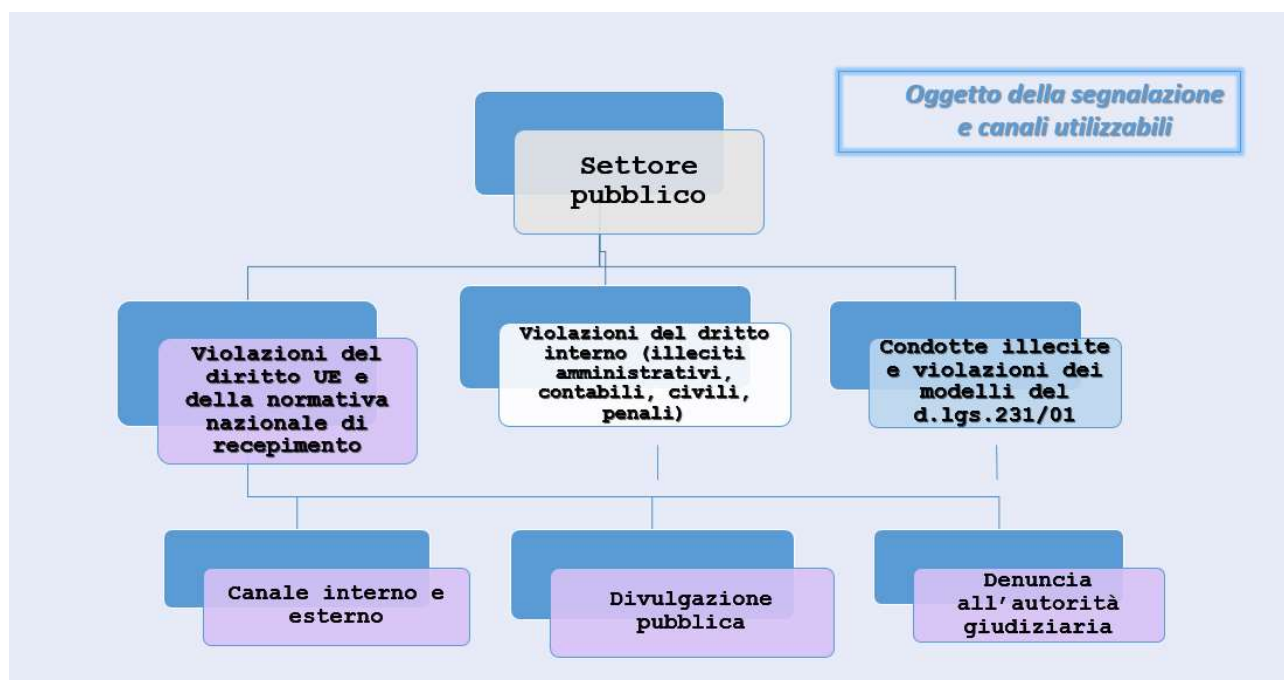 Oggetto della segnalazione
e canali utilizzabili
Settore
pubblico
Violazioni del
diritto UE e
della normativa
nazionale di
recepimento
Violazioni del dritto
interno (illeciti
amministrativi,
contabili, civili,
penali)
Condotte illecite
e violazioni dei
modelli del
d.lgs.231/01
Canale interno e
esterno
Divulgazione
pubblica
Denuncia
all’autorità
giudiziaria